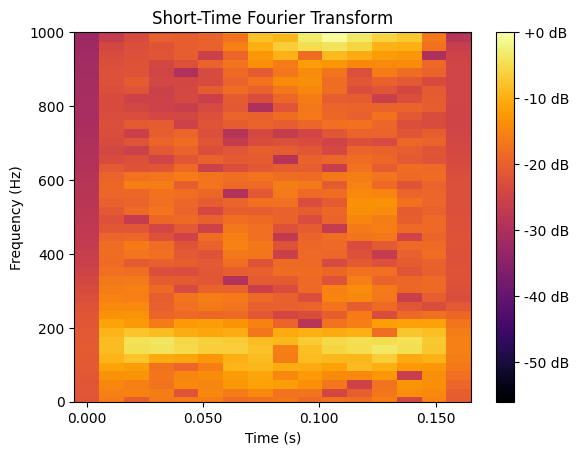 Short-Time Fourier Transform
1000
800
600
400
200
0
Frequency (Hz)
0.000
0.050
0.100
0.150
Time (s)
+0 dB
-10 dB
-20 dB
-30 dB
-40 dB
-50 dB